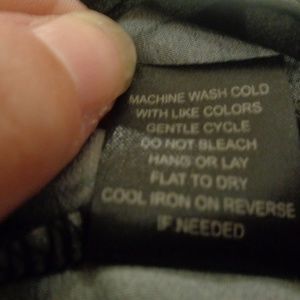 MACHINE WASH COLD
WITH LIKE COLORS
GENTLE CYCLE
DO NOT BLEACH
HANG OR LAY
FLAT TO DRY
COOL IRON ON REVERSE
IF NEEDED